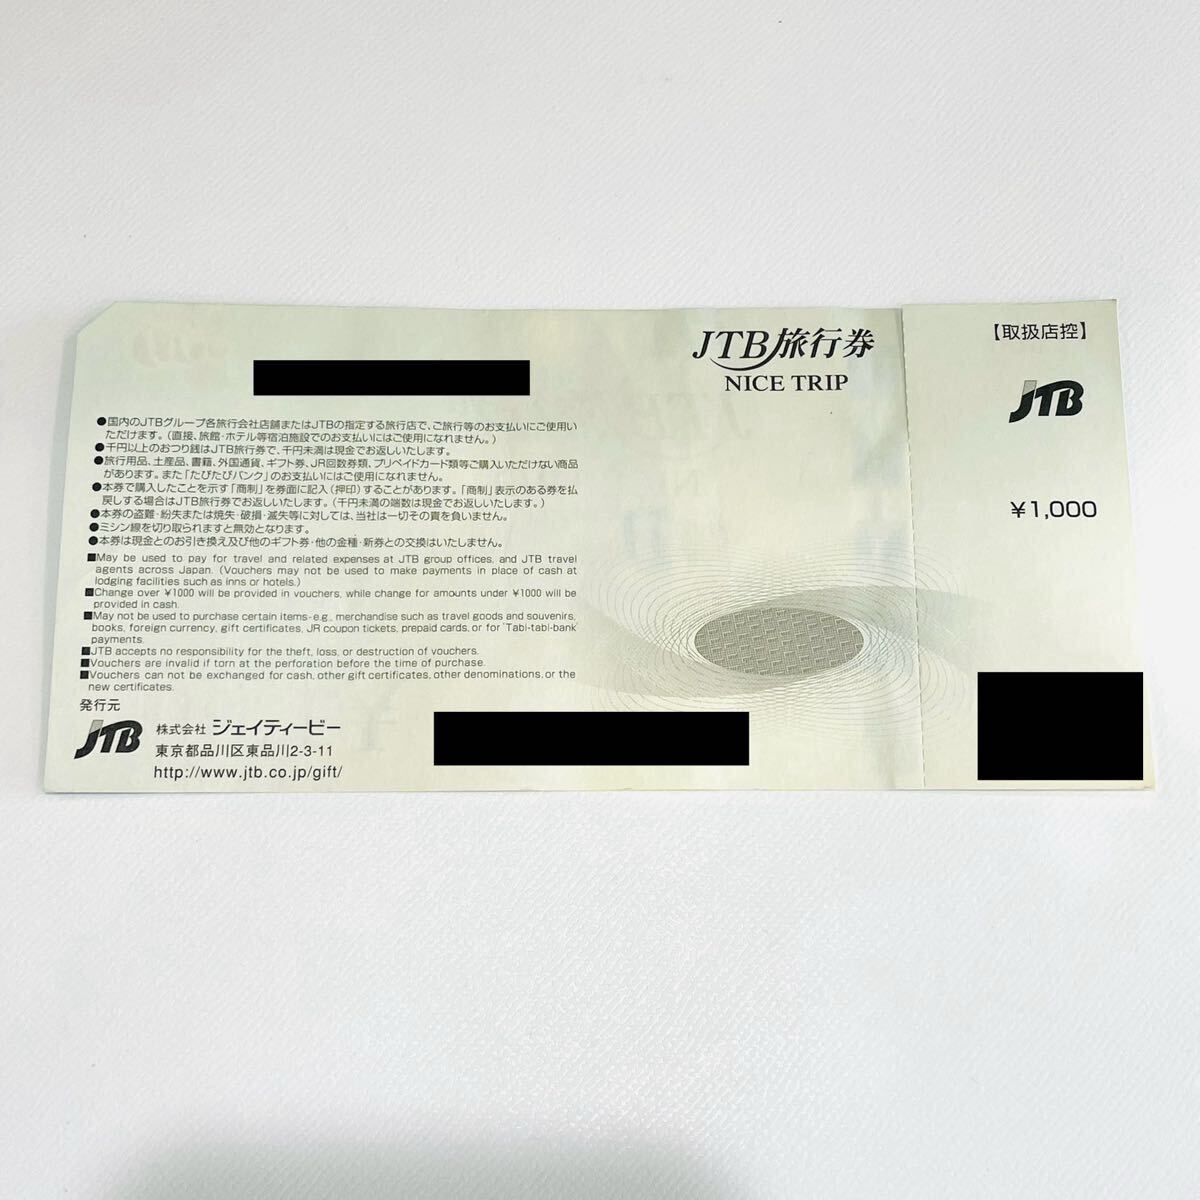 JTB旅行券
NICE TRIP
●国内のJTBグループ各旅行会社店舗またはJTBの指定する旅行店で、ご旅行等のお支払いにご使用い
ただけます。(直接、旅館・ホテル等宿泊施設でのお支払いにはご使用になれません。)
●千円以上のおつり銭はJTB旅行券で、千円未満は現金でお返しいたします。
●旅行用品、土産品、書籍、外国通貨、ギフト券、JR回数券類、プリペイドカード類等ご購入いただけない商品
があります。また「たびたびバンク」のお支払いにはご使用になれません。
●本券で購入したことを示す「商制」を券面に記入(押印)することがあります。「商制」表示のある券を払
戻しする場合はJTB旅行券でお返しいたします。(千円未満の端数は現金でお返しいたします。)
●本券の盗難・紛失または焼失・破損・滅失等に対しては、当社は一切その責を負いません。
●ミシン線を切り取られますと無効となります。
●本券は現金とのお引き換え及び他のギフト券・他の金種・新券との交換はいたしません。
■May be used to pay for travel and related expenses at JTB group offices, and JTB travel
agents across Japan. (Vouchers may not be used to make payments in place of cash at
lodging facilities such as inns or hotels.)
■Change over ¥1000 will be provided in vouchers, while change for amounts under ¥1000 will be
provided in cash.
■May not be used to purchase certain items-e.g., merchandise such as travel goods and souvenirs,
books, foreign currency, gift certificates, JR coupon tickets, prepaid cards, or for 'Tabi-tabi-bank'
payments.
■JTB accepts no responsibility for the theft, loss, or destruction of vouchers.
■Vouchers are invalid if torn at the perforation before the time of purchase.
■Vouchers can not be exchanged for cash, other gift certificates, other denominations, or the
new certificates.
発行元
JTB 株式会社 ジェイティービー
東京都品川区東品川2-3-11
http://www.jtb.co.jp/gift/
【取扱店控】
JTB
¥1,000